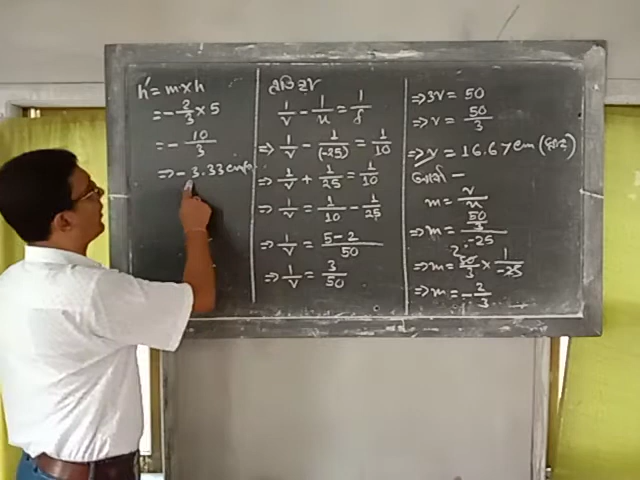 h' = m×h
= -2/3 × 5
= -10/3
⇒ -3.33 cm
1/v - 1/u = 1/f
⇒ 1/v - 1/(-25) = 1/10
⇒ 1/v + 1/25 = 1/10
⇒ 1/v = 1/10 - 1/25
⇒ 1/v = 5-2/50
⇒ 1/v = 3/50
⇒ 3v = 50
⇒ v = 50/3
⇒ v = 16.67 cm
m = v/u
⇒ m = 50/3/-25
⇒ m = 50/3 × 1/-25
⇒ m = -2/3